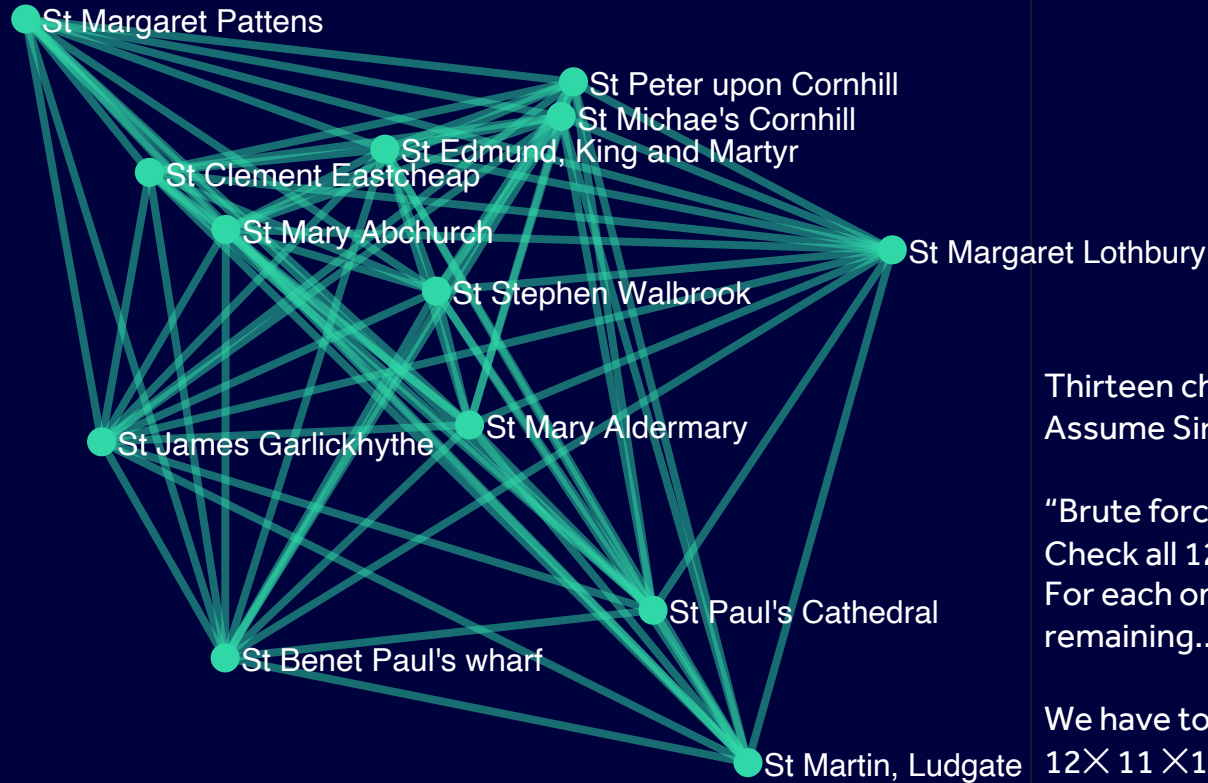 St Margaret Pattens
St Peter upon Cornhill
St Michae's Cornhill
St Edmund, King and Martyr
St Clement Eastcheap
St Mary Abchurch
St Margaret Lothbury
St Stephen Walbrook
Thirteen ch
St Mary Aldermary
Assume Sir
St James Garlickhythe
“Brute forc
Check all 12
For each or
St Paul's Cathedral
remaining..
St Benet Paul's wharf
We have to
St Martin, Ludgate
12× 11 ×1